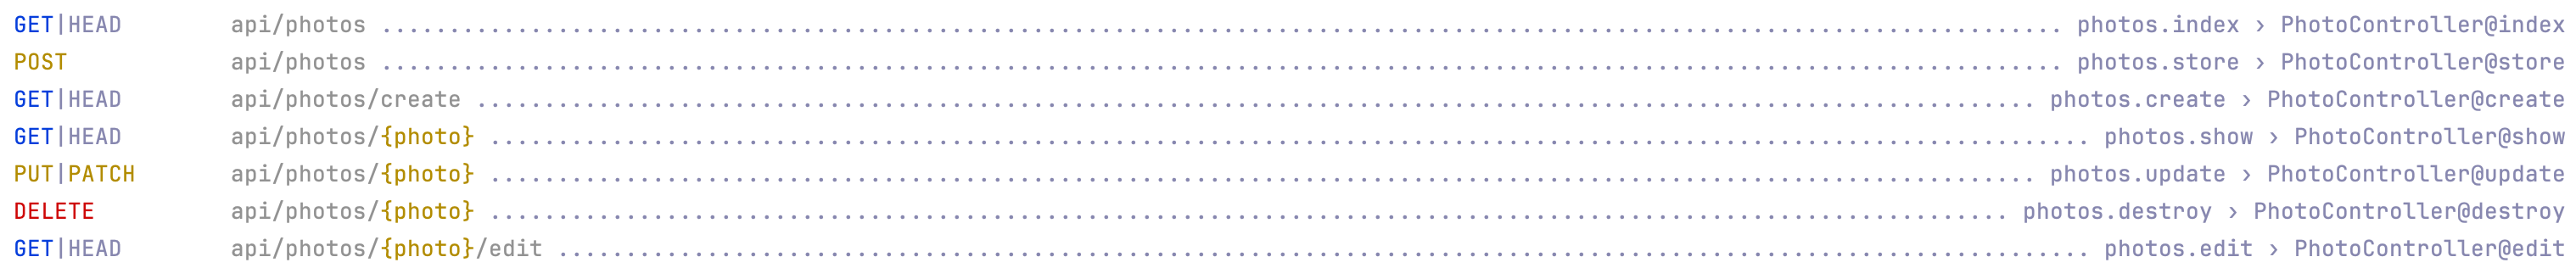 GET|HEAD api/photos ............................................................................................................................ photos.index › PhotoController@index
POST api/photos ............................................................................................................................ photos.store › PhotoController@store
GET|HEAD api/photos/create ................................................................................................................... photos.create › PhotoController@create
GET|HEAD api/photos/{photo} ...................................................................................................................... photos.show › PhotoController@show
PUT|PATCH api/photos/{photo} .................................................................................................................. photos.update › PhotoController@update
DELETE api/photos/{photo} ................................................................................................................ photos.destroy › PhotoController@destroy
GET|HEAD api/photos/{photo}/edit ................................................................................................................. photos.edit › PhotoController@edit